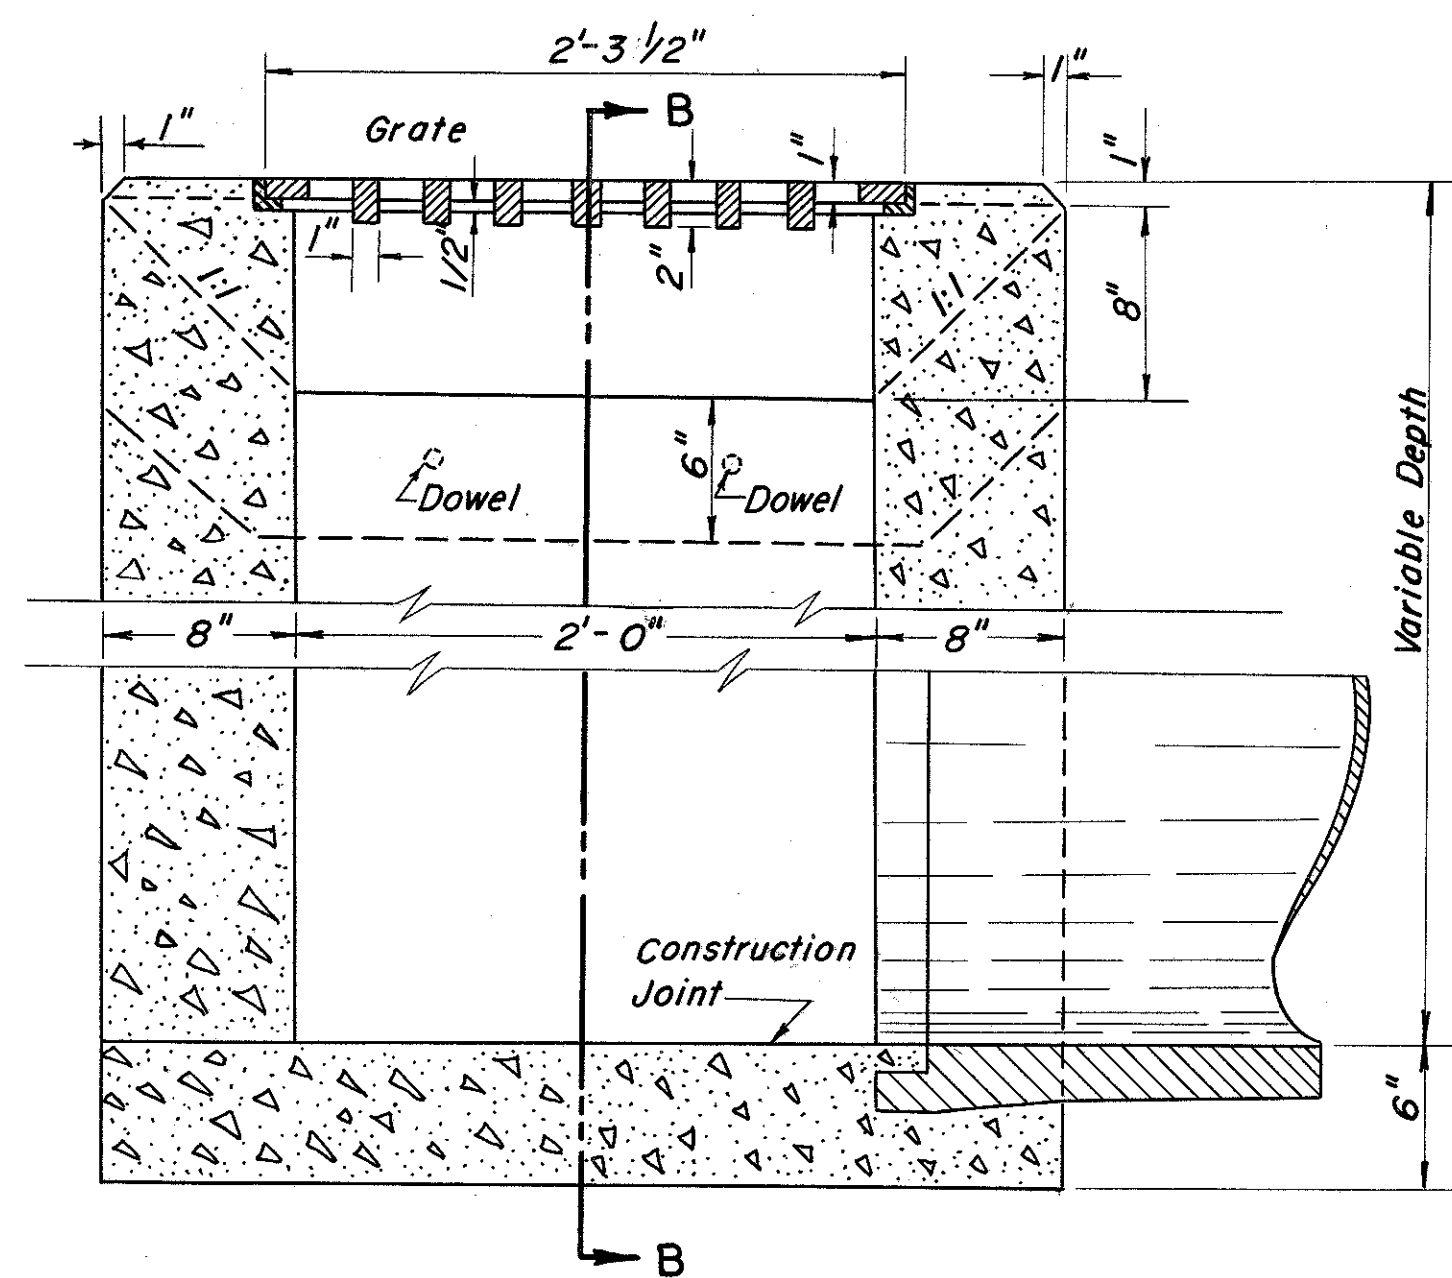 2'-3 1/2"
1"
B
Grate
1"
1"
1"
1"
1/2"
2"
1:1
1:1
8"
6"
Dowel
Dowel
Variable Depth
8"
2'-0"
8"
Construction
Joint
6"
B